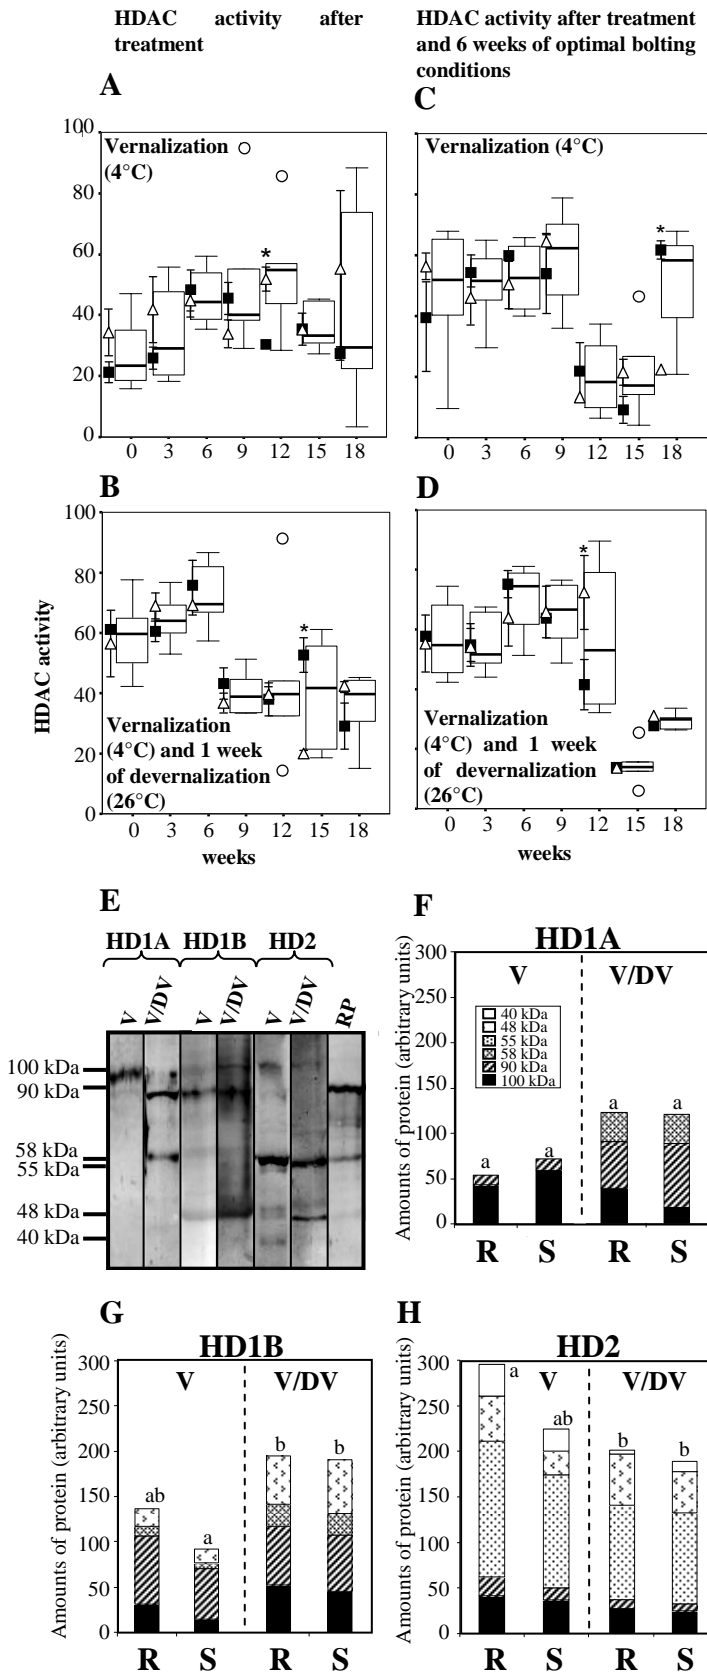 HDAC activity after
treatment
HDAC activity after treatment
and 6 weeks of optimal bolting
conditions
A
C
100
80
60
40
20
0
Vernalization
(4°C)
*
0 3 6 9 12 15 18
Vernalization (4°C)
*
0 3 6 9 12 15 18
B
D
HDAC activity
100
80
60
40
20
0
*
Vernalization
(4°C) and 1 week
of devernalization
(26°C)
0 3 6 9 12 15 18
weeks
*
Vernalization
(4°C) and 1 week
of devernalization
(26°C)
0 3 6 9 12 15 18
weeks
E
HD1A HD1B HD2
V V/DV V V/DV V V/DV RP
100 kDa
90 kDa
58 kDa
55 kDa
48 kDa
40 kDa
F
HD1A
Amounts of protein (arbitrary units)
300
250
200
150
100
50
0
V V/DV
40 kDa
48 kDa
55 kDa
58 kDa
90 kDa
100 kDa
a a a a
R S R S
G
HD1B
Amounts of protein (arbitrary units)
300
250
200
150
100
50
0
V V/DV
ab a b b
R S R S
H
HD2
Amounts of protein (arbitrary units)
300
250
200
150
100
50
0
V V/DV
a ab b b
R S R S